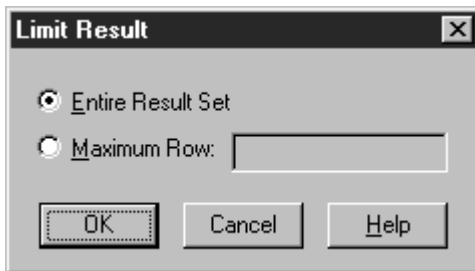 Limit Result
Entire Result Set
Maximum Row:
OK Cancel Help